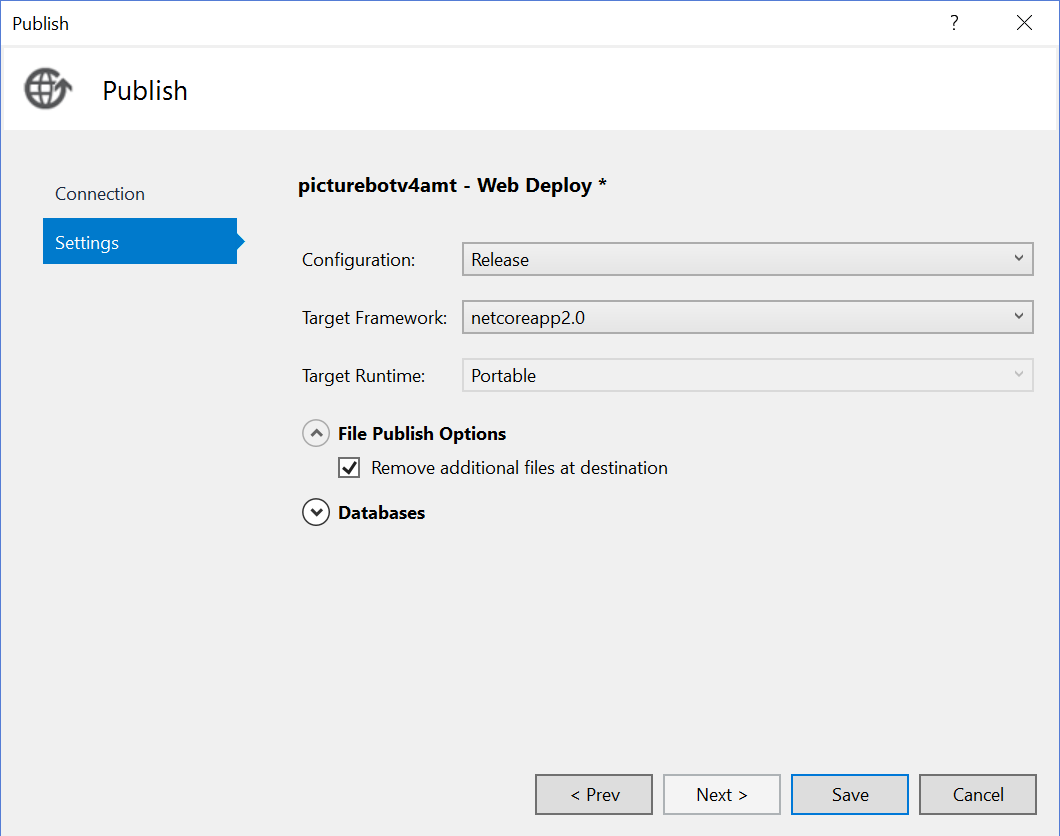 Publish
?
Publish
Connection
Settings
picturebotv4amt - Web Deploy *
Configuration: Release
Target Framework: netcoreapp2.0
Target Runtime: Portable
File Publish Options
Remove additional files at destination
Databases
< Prev Next > Save Cancel